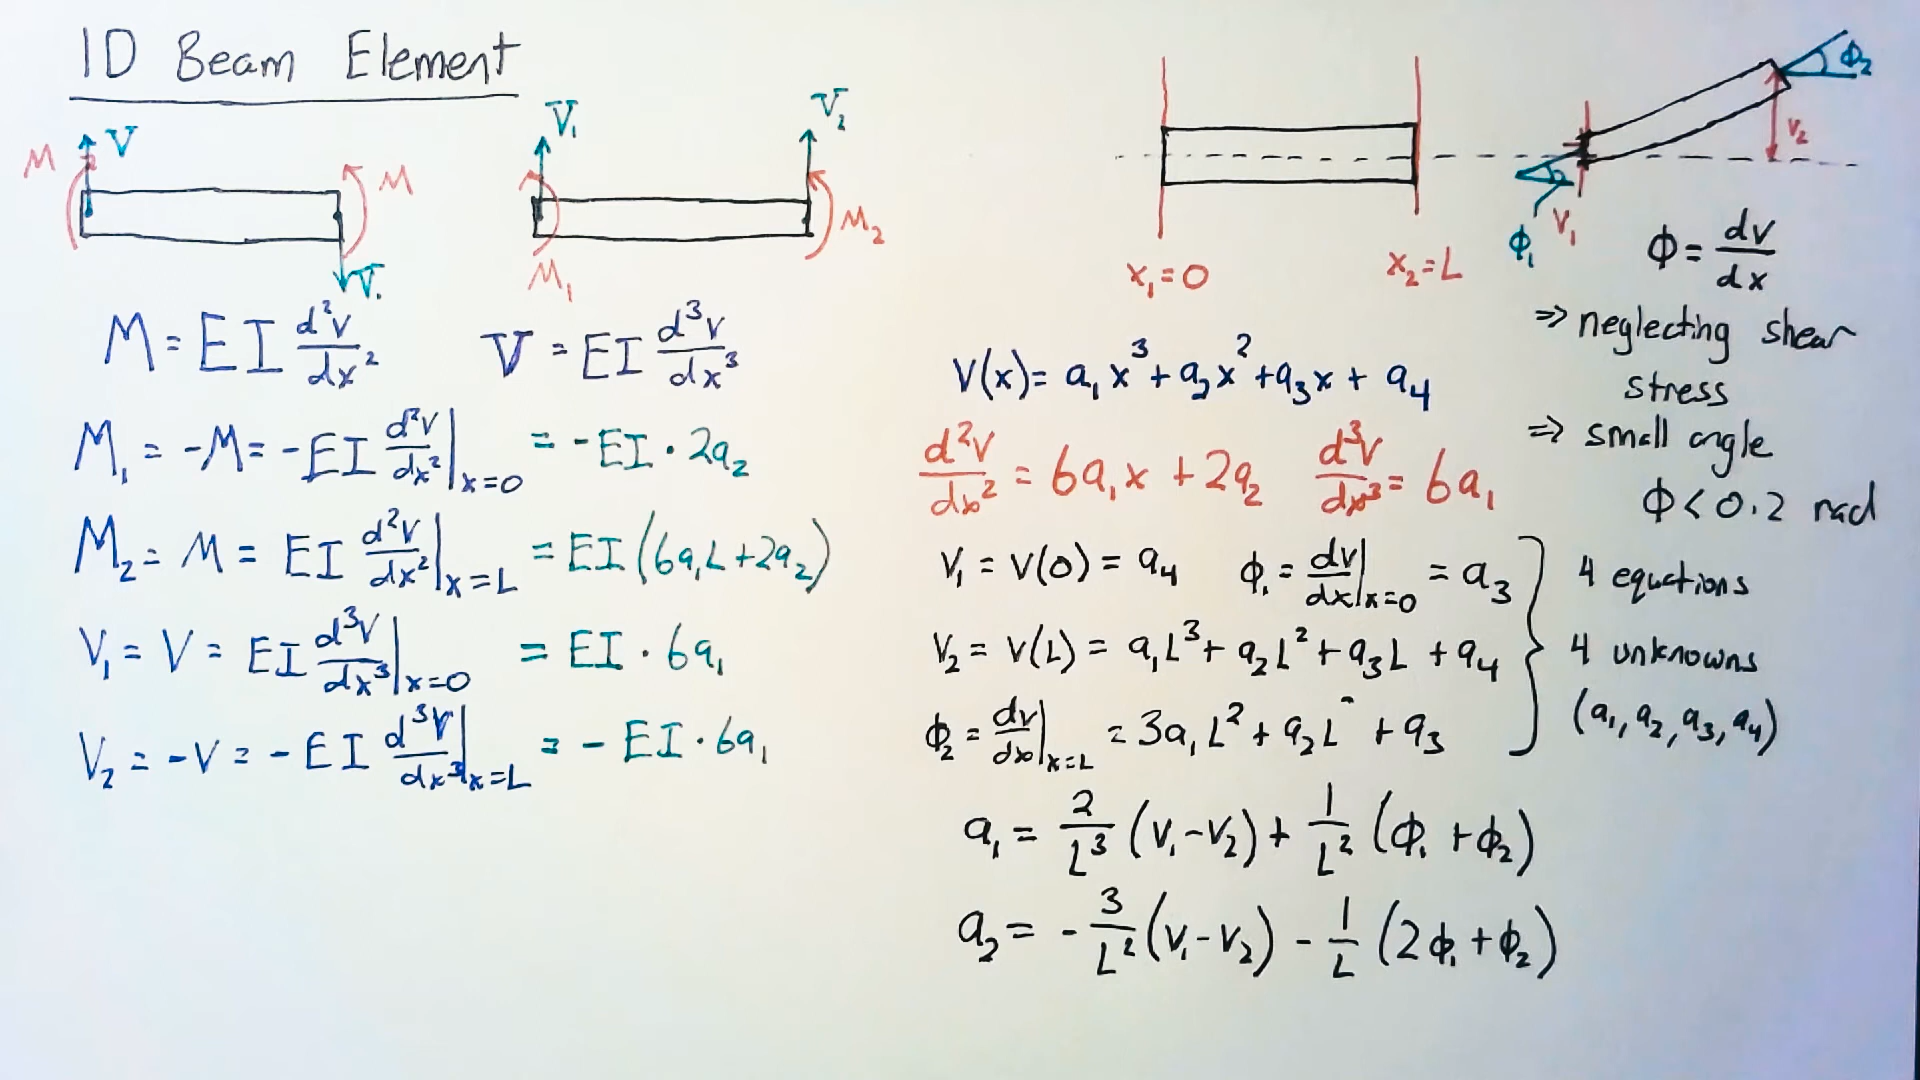 1D Beam Element
M V M V.
V₁ V₂ M₁ M₂
M = EI d²v/dx²
V = EI d³v/dx³
M₁ = -M = -EI d²v/dx²|x=0 = -EI · 2a₂
M₂ = M = EI d²v/dx²|x=L = EI(6a₁L+2a₂)
V₁ = V = EI d³v/dx³|x=0 = EI · 6a₁
V₂ = -V = -EI d³v/dx³|x=L = -EI · 6a₁
x₁=0 x₂=L
ϕ₁ v₁ v₂ ϕ₂
ϕ = dv/dx
⇒ neglecting shear
stress
⇒ small angle
ϕ < 0.2 rad
v(x) = a₁x³ + a₂x² + a₃x + a₄
d²v/dx² = 6a₁x + 2a₂ d³v/dx³ = 6a₁
v₁ = v(0) = a₄ ϕ₁ = dv/dx|x=0 = a₃
v₂ = v(L) = a₁L³ + a₂L² + a₃L + a₄
ϕ₂ = dv/dx|x=L = 3a₁L² + a₂L + a₃
4 equations
4 unknowns
(a₁, a₂, a₃, a₄)
a₁ = 2/L³ (v₁-v₂) + 1/L² (ϕ₁ + ϕ₂)
a₂ = -3/L² (v₁-v₂) - 1/L (2ϕ₁ + ϕ₂)